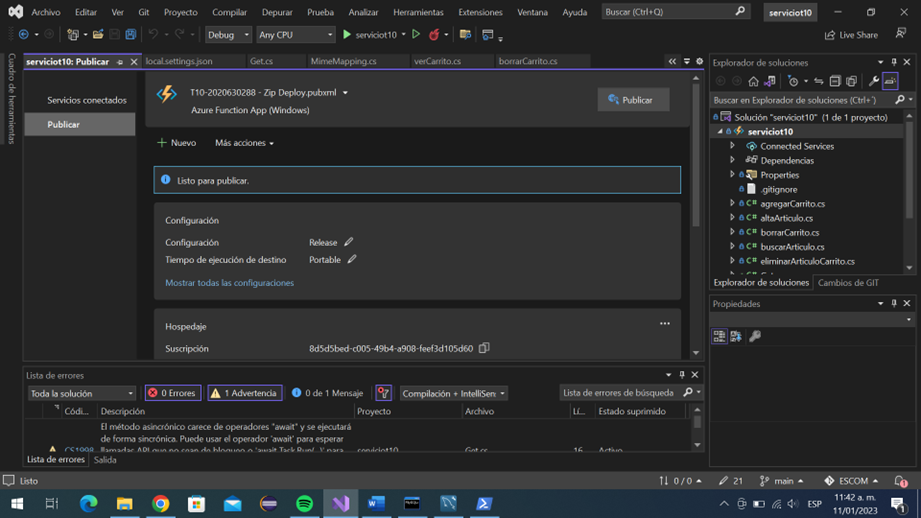 Archivo Editar Ver Git Proyecto Compilar Depurar Prueba Analizar Herramientas Extensiones Ventana Ayuda Buscar (Ctrl+Q) serviciot10
Debug Any CPU serviciot10 Live Share
Cuadro de herramientas
serviciot10: Publicar local.settings.json Get.cs MimeMapping.cs verCarrito.cs borrarCarrito.cs
Servicios conectados
Publicar
T10-2020630288 - Zip Deploy.pubxml
Azure Function App (Windows)
Publicar
Nuevo Más acciones
Listo para publicar.
Configuración
Configuración Release
Tiempo de ejecución de destino Portable
Mostrar todas las configuraciones
Hospedaje
Suscripción 8d5d5bed-c005-49b4-a908-feef3d105d60
Explorador de soluciones
Buscar en Explorador de soluciones (Ctrl+')
Solución "serviciot10" (1 de 1 proyecto)
serviciot10
Connected Services
Dependencias
Properties
.gitignore
agregarCarrito.cs
altaArticulo.cs
borrarCarrito.cs
buscarArticulo.cs
eliminarArticuloCarrito.cs
Explorador de soluciones Cambios de GIT
Propiedades
Lista de errores
Toda la solución 0 Errores 1 Advertencia 0 de 1 Mensaje Compilación + IntelliSen Lista de errores de búsqueda
Códi... Descripción Proyecto Archivo Lí... Estado suprimido
El método asincrónico carece de operadores "await" y se ejecutará
de forma sincrónica. Puede usar el operador 'await' para esperar
CS1998 llamadas API que no sean de bloqueo o 'await Task.Run(...)' para serviciot10 Get.cs 16 Activo
Lista de errores Salida
Listo 0 / 0 21 main ESCOM
ESP 11:42 a. m.
11/01/2023